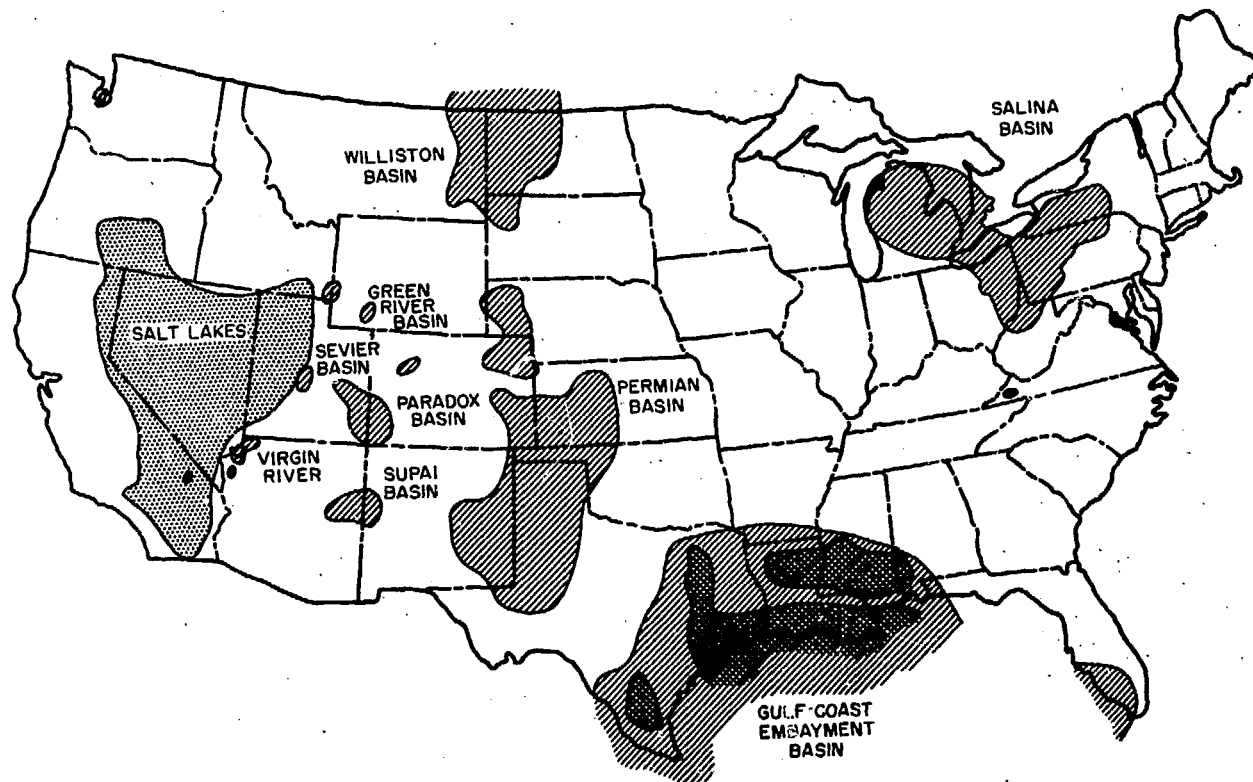 SALINA
BASIN
WILLISTON
BASIN
GREEN
RIVER
BASIN
SALT LAKES
SEVIER
BASIN
PARADOX
BASIN
PERMIAN
BASIN
VIRGIN
RIVER
SUPAI
BASIN
GULF COAST
EMBAYMENT
BASIN